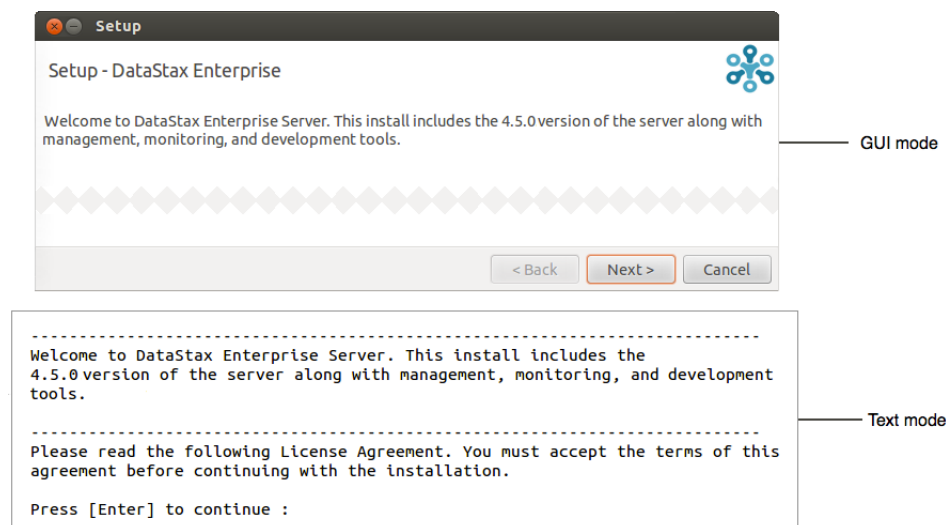 Setup
Setup - DataStax Enterprise
Welcome to DataStax Enterprise Server. This install includes the 4.5.0 version of the server along with
management, monitoring, and development tools.
GUI mode
< Back Next > Cancel
--------------------------------------------------------------------------
Welcome to DataStax Enterprise Server. This install includes the
4.5.0 version of the server along with management, monitoring, and development
tools.
--------------------------------------------------------------------------
Text mode
Please read the following License Agreement. You must accept the terms of this
agreement before continuing with the installation.
Press [Enter] to continue :